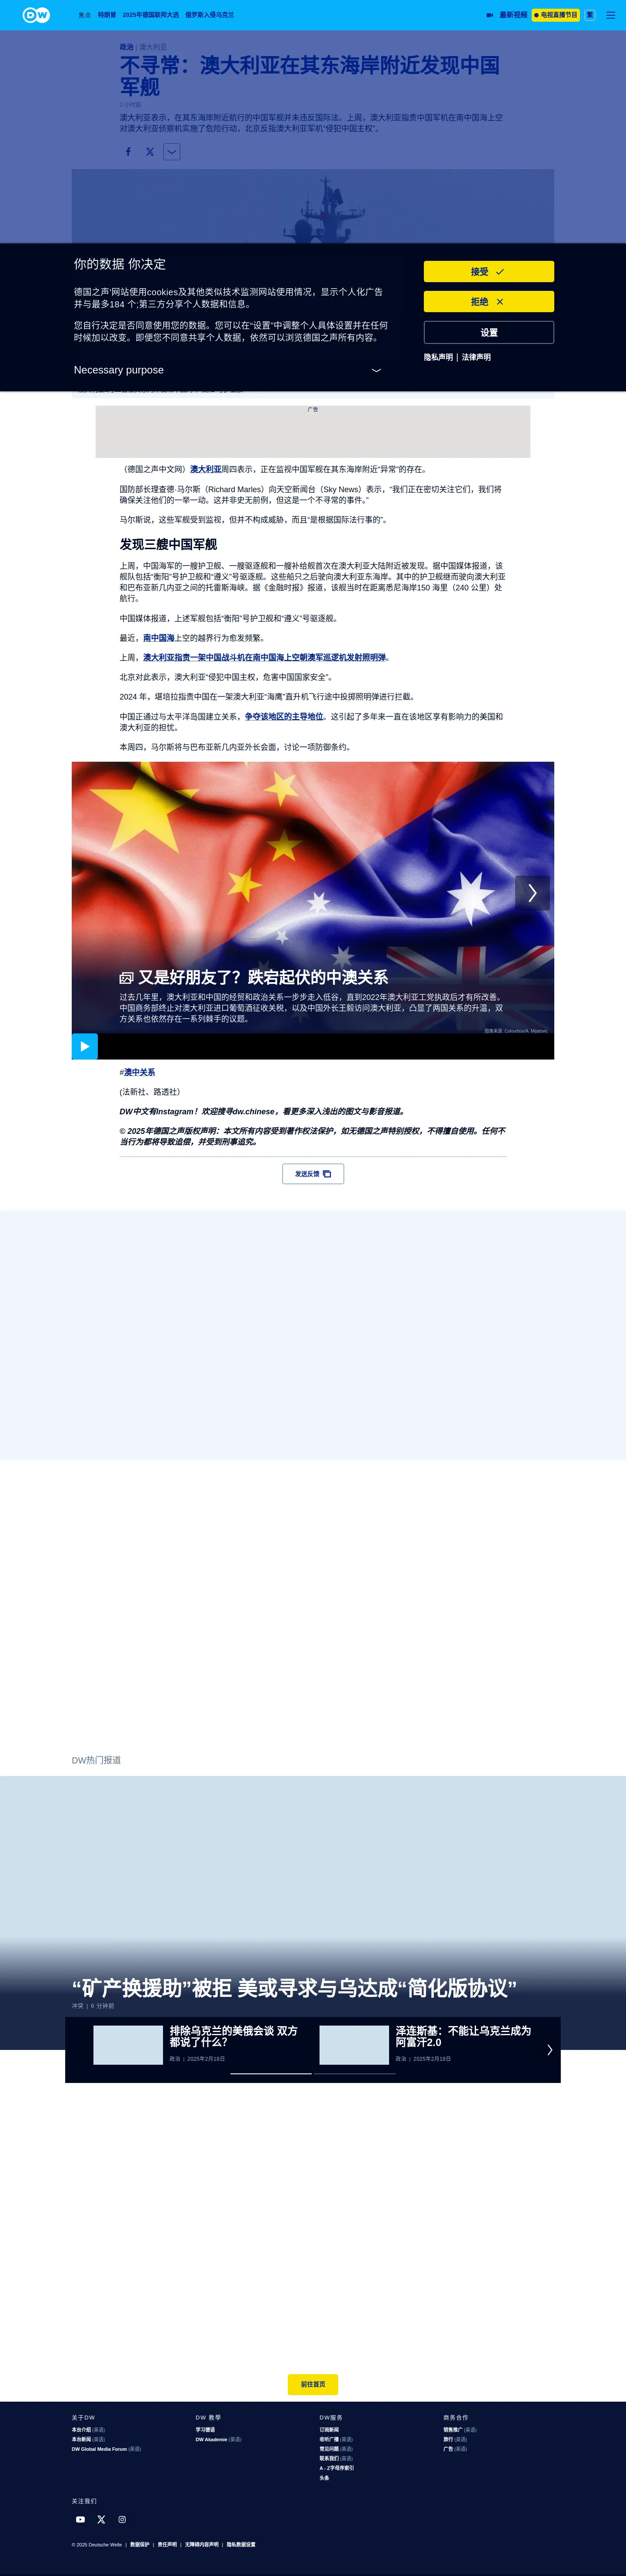 DW
焦点 特朗普 2025年德国联邦大选 俄罗斯入侵乌克兰
最新视频 电视直播节目 繁
政治 | 澳大利亚
不寻常：澳大利亚在其东海岸附近发现中国
军舰
澳大利亚表示，在其东海岸附近航行的中国军舰并未违反国际法。上周，澳大利亚指责中国军机在南中国海上空
对澳大利亚侦察机实施了危险行动，北京反指澳大利亚军机“侵犯中国主权”。
你的数据 你决定
德国之声'网站使用cookies及其他类似技术监测网站使用情况，显示个人化广告
并与最多184 个;第三方分享个人数据和信息。
您自行决定是否同意使用您的数据。您可以在“设置”中调整个人具体设置并在任何
时候加以改变。即便您不同意共享个人数据，依然可以浏览德国之声所有内容。
Necessary purpose
接受
拒绝
设置
隐私声明 | 法律声明
广告
（德国之声中文网）澳大利亚周四表示，正在监视中国军舰在其东海岸附近“异常”的存在。
国防部长理查德·马尔斯（Richard Marles）向天空新闻台（Sky News）表示，“我们正在密切关注它们，我们将
确保关注他们的一举一动。这并非史无前例，但这是一个不寻常的事件。”
马尔斯说，这些军舰受到监视，但并不构成威胁，而且“是根据国际法行事的”。
发现三艘中国军舰
上周，中国海军的一艘护卫舰、一艘驱逐舰和一艘补给舰首次在澳大利亚大陆附近被发现。据中国媒体报道，该
舰队包括“衡阳”号护卫舰和“遵义”号驱逐舰。这些船只之后驶向澳大利亚东海岸。其中的护卫舰继而驶向澳大利亚
和巴布亚新几内亚之间的托雷斯海峡。据《金融时报》报道，该舰当时在距离悉尼海岸150 海里（240 公里）处
航行。
中国媒体报道，上述军舰包括“衡阳”号护卫舰和“遵义”号驱逐舰。
最近，南中国海上空的越界行为愈发频繁。
上周，澳大利亚指责一架中国战斗机在南中国海上空朝澳军巡逻机发射照明弹。
北京对此表示，澳大利亚“侵犯中国主权，危害中国国家安全”。
2024 年，堪培拉指责中国在一架澳大利亚“海鹰”直升机飞行途中投掷照明弹进行拦截。
中国正通过与太平洋岛国建立关系，争夺该地区的主导地位。这引起了多年来一直在该地区享有影响力的美国和
澳大利亚的担忧。
本周四，马尔斯将与巴布亚新几内亚外长会面，讨论一项防御条约。
又是好朋友了？跌宕起伏的中澳关系
过去几年里，澳大利亚和中国的经贸和政治关系一步步走入低谷，直到2022年澳大利亚工党执政后才有所改善。
中国商务部终止对澳大利亚进口葡萄酒征收关税，以及中国外长王毅访问澳大利亚，凸显了两国关系的升温，双
方关系也依然存在一系列棘手的议题。
图像来源: Colourbox/A. Mijatovic
#澳中关系
(法新社、路透社）
DW中文有Instagram！欢迎搜寻dw.chinese，看更多深入浅出的图文与影音报道。
© 2025年德国之声版权声明：本文所有内容受到著作权法保护，如无德国之声特别授权，不得擅自使用。任何不
当行为都将导致追偿，并受到刑事追究。
发送反馈
DW热门报道
“矿产换援助”被拒 美或寻求与乌达成“简化版协议”
冲突 | 6 分钟前
排除乌克兰的美俄会谈 双方
都说了什么？
政治 | 2025年2月18日
泽连斯基：不能让乌克兰成为
阿富汗2.0
政治 | 2025年2月18日
前往首页
关于DW
本台介绍 (英语)
本台新闻 (英语)
DW Global Media Forum (英语)
DW 教學
学习德语
DW Akademie (英语)
DW服务
订阅新闻
收听广播 (英语)
常见问题 (英语)
联系我们 (英语)
A - Z字母序索引
头条
商务合作
销售推广 (英语)
旅行 (英语)
广告 (英语)
关注我们
© 2025 Deutsche Welle | 数据保护 | 责任声明 | 无障碍内容声明 | 隐私数据设置